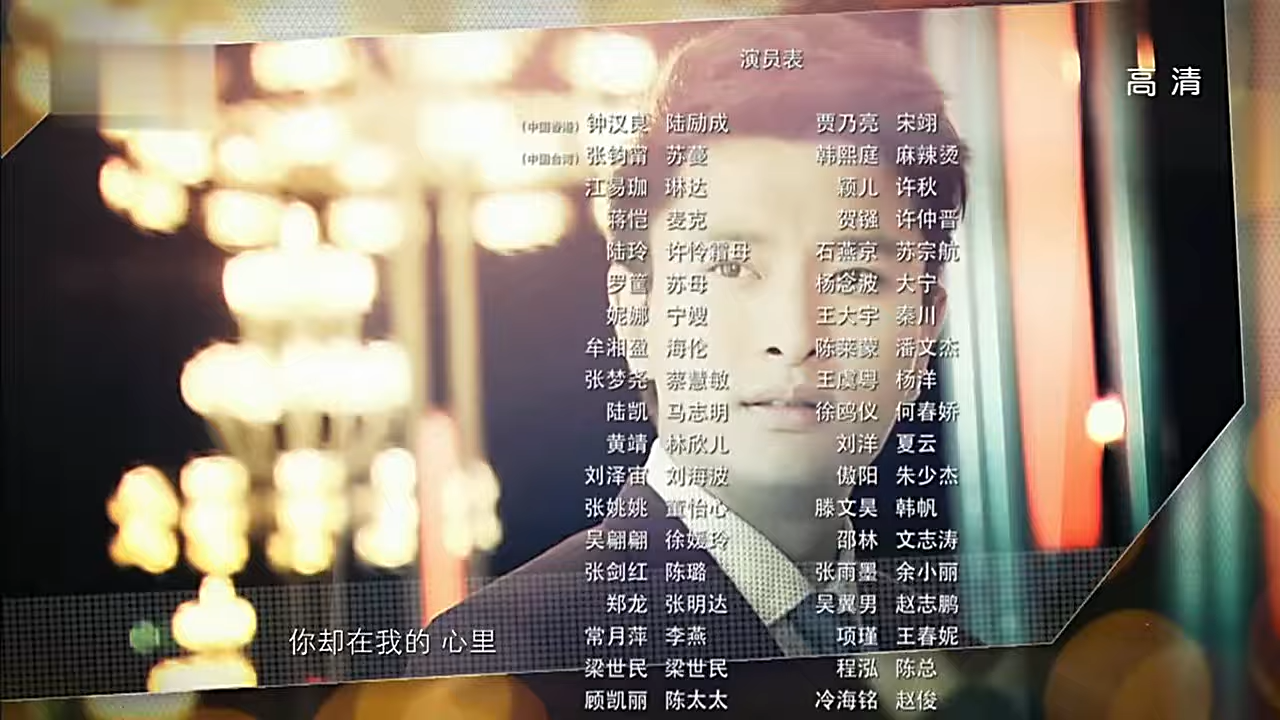 演员表
高清
(中国香港) 钟汉良 陆励成 贾乃亮 宋翊
(中国台湾) 张钧甯 苏蔓 韩熙庭 麻辣烫
江易珈 琳达 颖儿 许秋
蒋恺 麦克 贺镪 许仲晋
陆玲 许怜霜母 石燕京 苏宗航
罗筐 苏母 杨念波 大宁
妮娜 宁嫂 王大宇 秦川
牟湘盈 海伦 陈莱蒙 潘文杰
张梦尧 蔡慧敏 王虞粤 杨洋
陆凯 马志明 徐鸥仪 何春娇
黄靖 林欣儿 刘洋 夏云
刘泽宙 刘海波 傲阳 朱少杰
张姚姚 董怡心 滕文昊 韩帆
吴翩翩 徐媛玲 邵林 文志涛
张剑红 陈璐 张雨墨 余小丽
郑龙 张明达 吴翼男 赵志鹏
常月萍 李燕 项瑾 王春妮
你却在我的 心里
梁世民 梁世民 程泓 陈总
顾凯丽 陈太太 冷海铭 赵俊